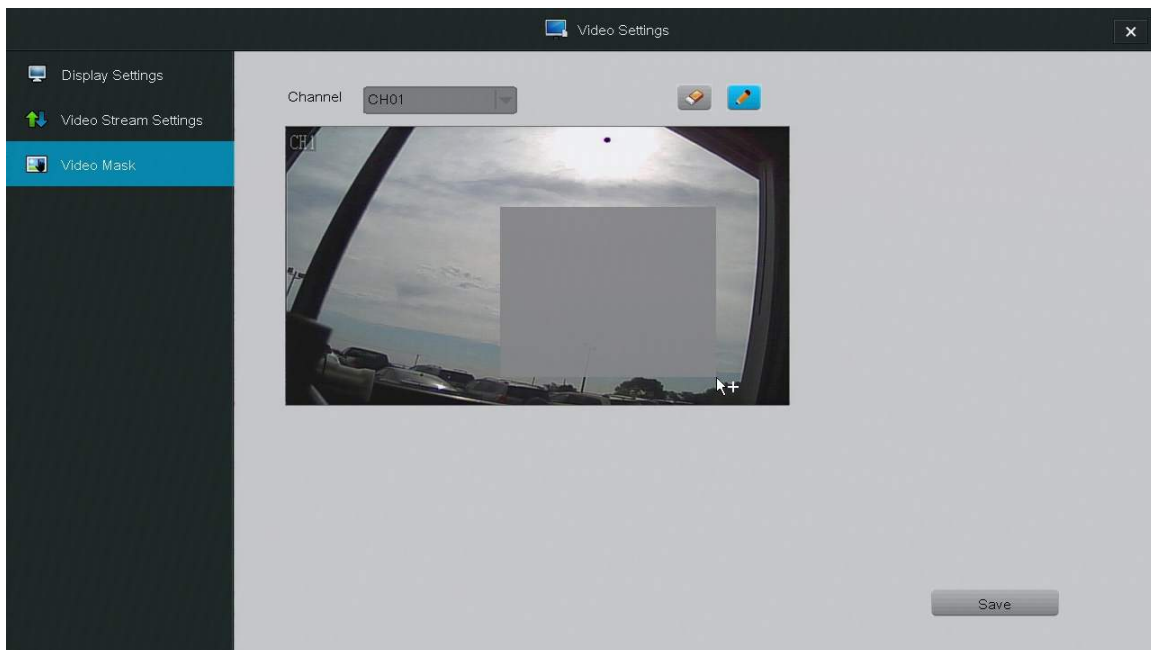 Video Settings
Display Settings
Video Stream Settings
Video Mask
Channel CH01
CH1
Save